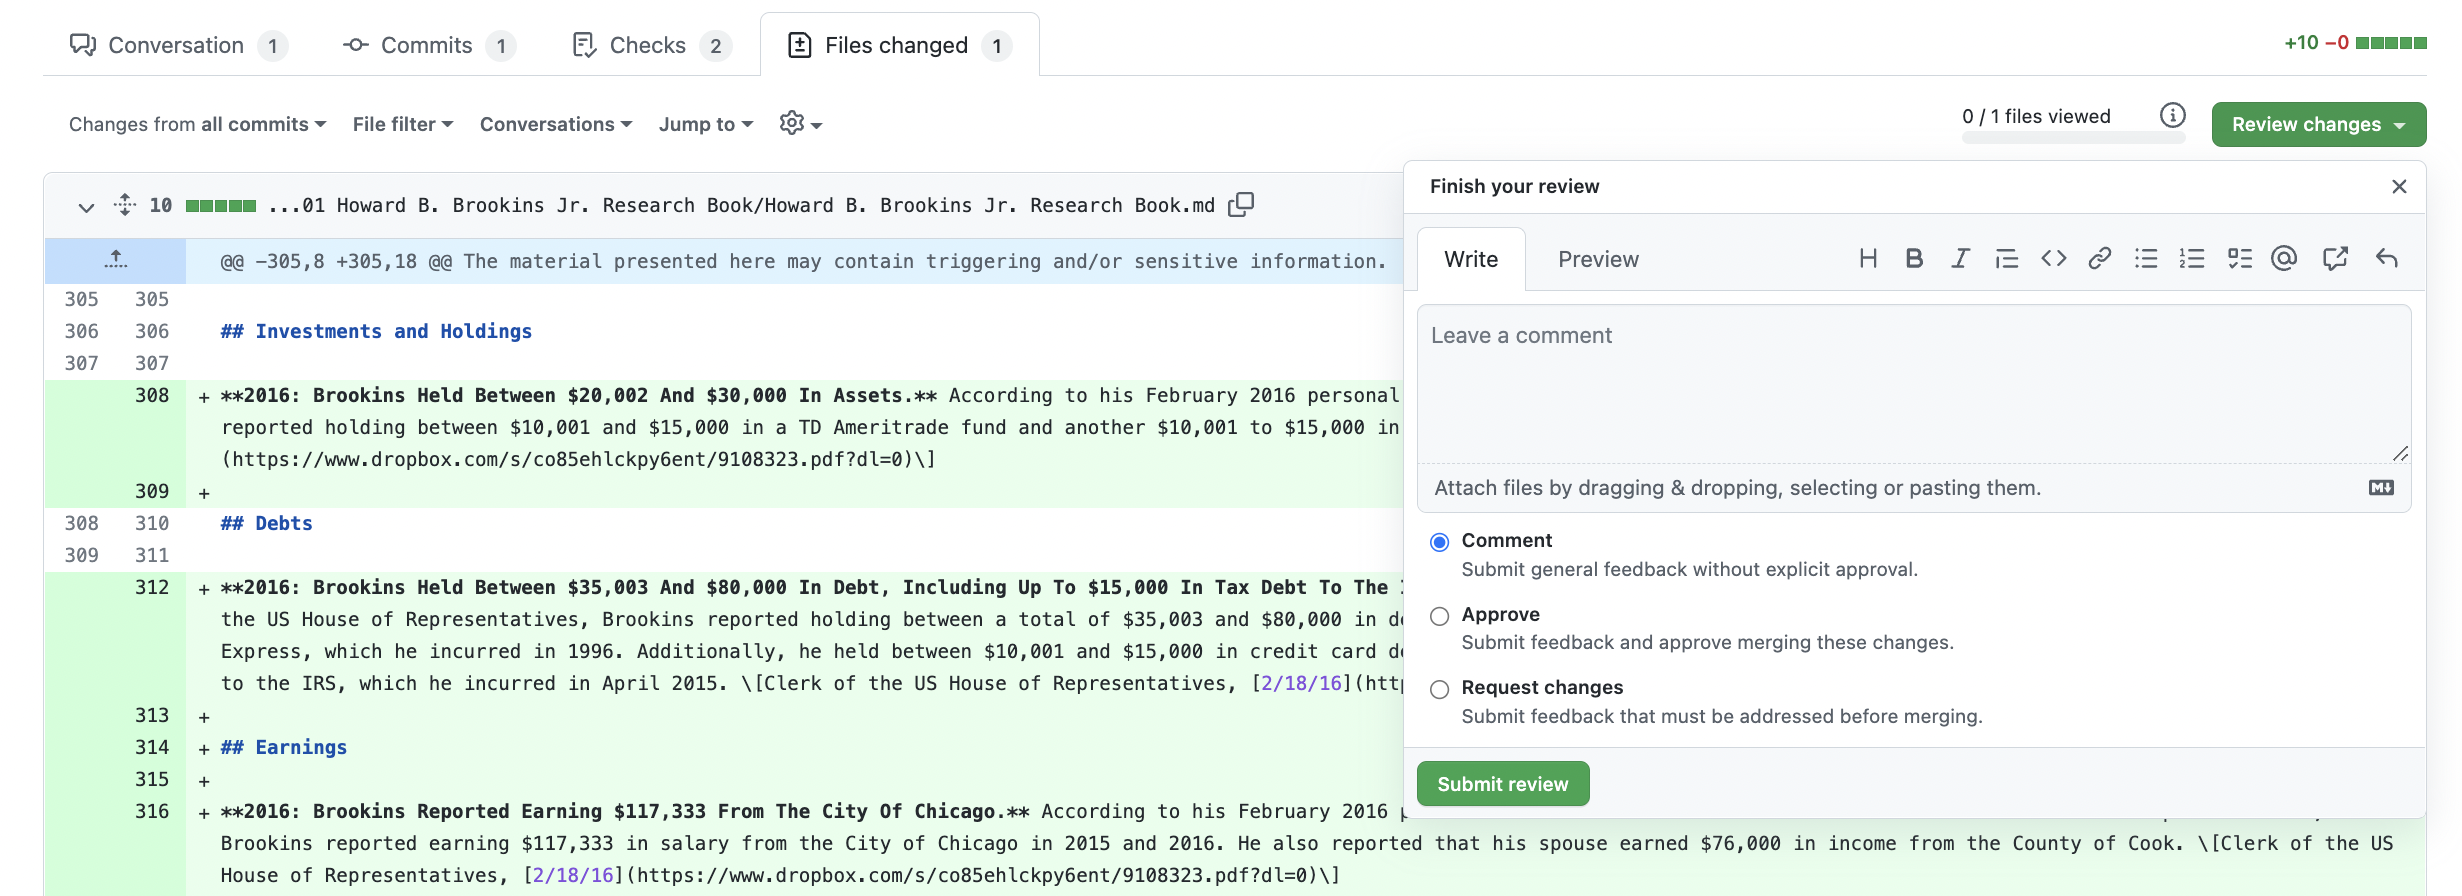 Conversation 1 Commits 1 Checks 2 Files changed 1 +10 −0
Changes from all commits File filter Conversations Jump to 0 / 1 files viewed Review changes
10 ...01 Howard B. Brookins Jr. Research Book/Howard B. Brookins Jr. Research Book.md
@@ −305,8 +305,18 @@ The material presented here may contain triggering and/or sensitive information.
305 305
306 306 ## Investments and Holdings
307 307
308 + **2016: Brookins Held Between $20,002 And $30,000 In Assets.** According to his February 2016 personal
reported holding between $10,001 and $15,000 in a TD Ameritrade fund and another $10,001 to $15,000 in
(https://www.dropbox.com/s/co85ehlckpy6ent/9108323.pdf?dl=0)\]
309 +
308 310 ## Debts
309 311
312 + **2016: Brookins Held Between $35,003 And $80,000 In Debt, Including Up To $15,000 In Tax Debt To The
the US House of Representatives, Brookins reported holding between a total of $35,003 and $80,000 in
Express, which he incurred in 1996. Additionally, he held between $10,001 and $15,000 in credit card
to the IRS, which he incurred in April 2015. \[Clerk of the US House of Representatives, [2/18/16](
313 +
314 + ## Earnings
315 +
316 + **2016: Brookins Reported Earning $117,333 From The City Of Chicago.** According to his February 2016
Brookins reported earning $117,333 in salary from the City of Chicago in 2015 and 2016. He also reported that his spouse earned $76,000 in income from the County of Cook. \[Clerk of the US
House of Representatives, [2/18/16](https://www.dropbox.com/s/co85ehlckpy6ent/9108323.pdf?dl=0)\]
Finish your review
Write Preview
Leave a comment
Attach files by dragging & dropping, selecting or pasting them.
Comment
Submit general feedback without explicit approval.
Approve
Submit feedback and approve merging these changes.
Request changes
Submit feedback that must be addressed before merging.
Submit review